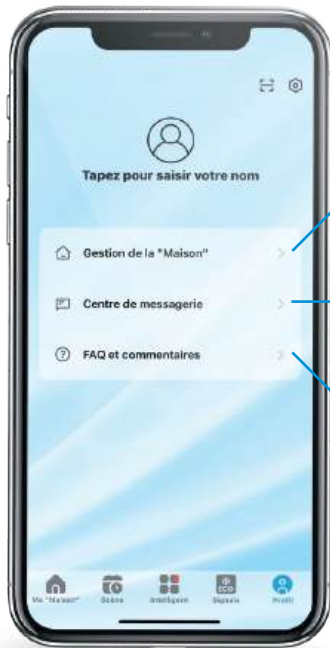 Tapez pour saisir votre nom
Gestion de la "Maison"
Centre de messagerie
FAQ et commentaires
Ma "Maison"
Scène
Intelligent
ECO
Profil